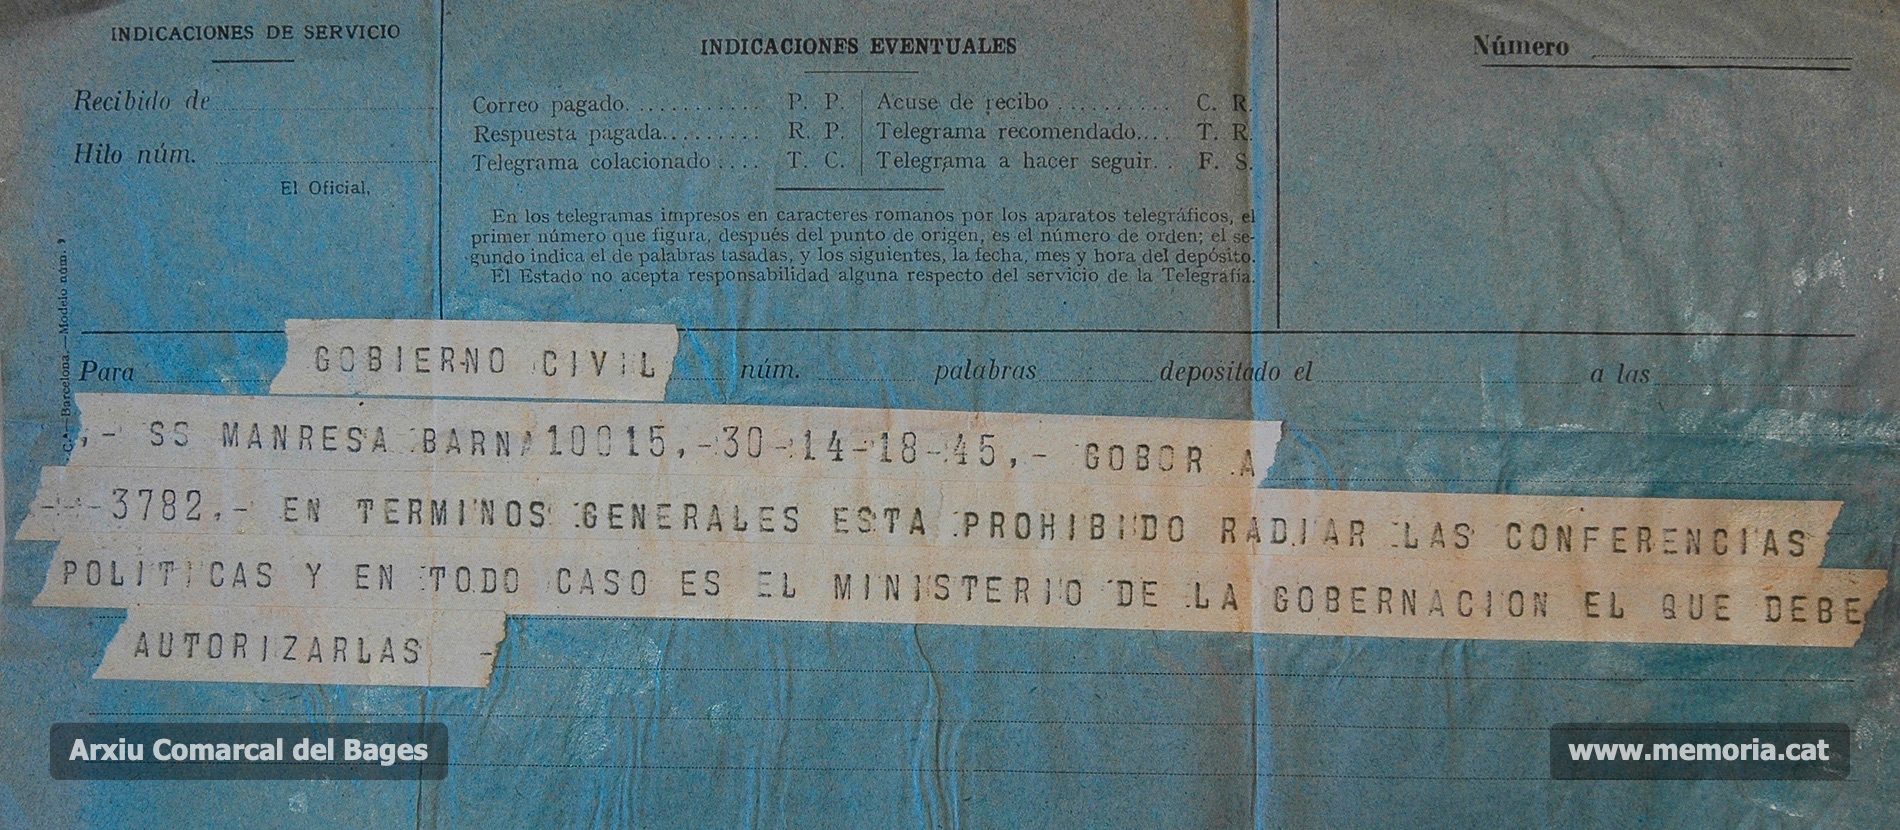 INDICACIONES DE SERVICIO
Recibido de
Hilo núm.
El Oficial,
INDICACIONES EVENTUALES
Correo pagado............ P. P.
Respuesta pagada......... R. P.
Telegrama colacionado .... T. C.
Acuse de recibo .......... C. R.
Telegrama recomendado.... T. R.
Telegrama a hacer seguir.. F. S.
En los telegramas impresos en caracteres romanos por los aparatos telegráficos, el
primer número que figura, después del punto de origen, es el número de orden; el se-
gundo indica el de palabras tasadas, y los siguientes, la fecha, mes y hora del depósito.
El Estado no acepta responsabilidad alguna respecto del servicio de la Telegrafía.
Número
C.ª—Barcelona.—Modelo núm.
Para GOBIERNO CIVIL núm. palabras depositado el a las
,- SS MANRESA BARNA 10015,-30-14-18-45,- GOBOR A
--3782,- EN TERMINOS GENERALES ESTA PROHIBIDO RADIAR LAS CONFERENCIAS
POLITICAS Y EN TODO CASO ES EL MINISTERIO DE LA GOBERNACION EL QUE DEBE
AUTORIZARLAS -
Arxiu Comarcal del Bages
www.memoria.cat